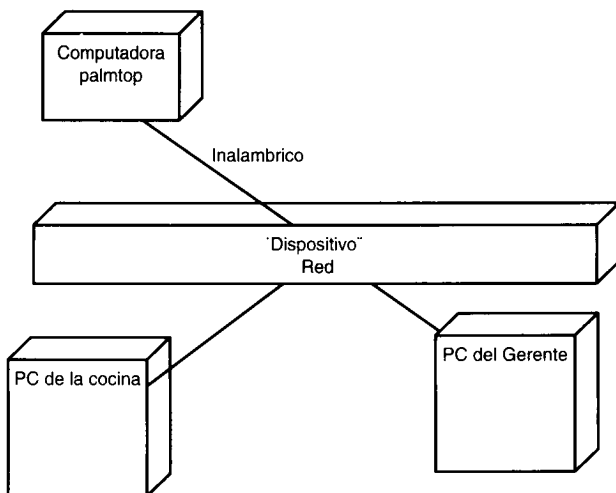 Computadora
palmtop
Inalambrico
¨Dispositivo¨
Red
PC de la cocina
PC del Gerente